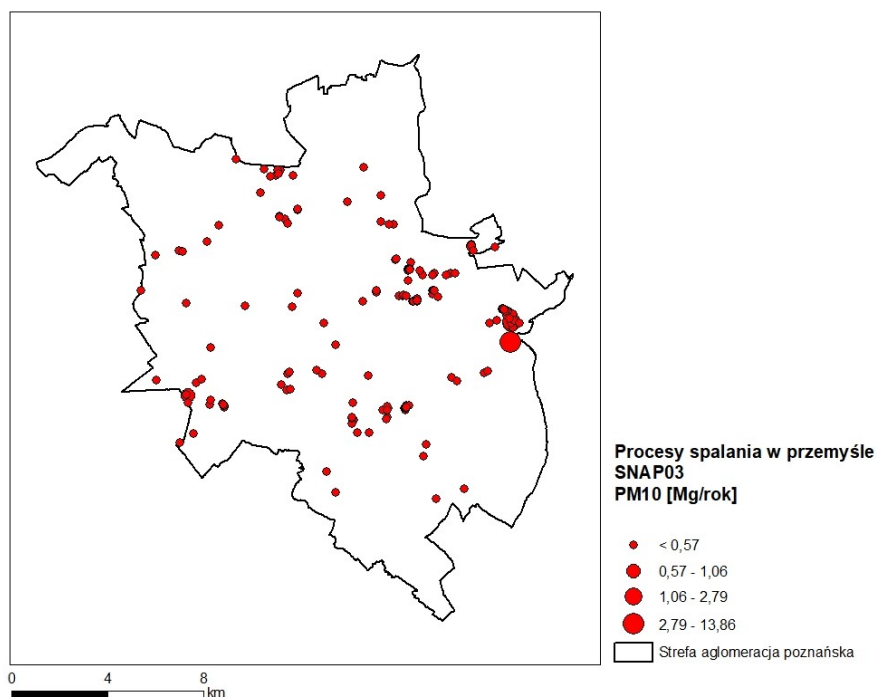 Procesy spalania w przemyśle
SNAP03
PM10 [Mg/rok]
< 0,57
0,57 - 1,06
1,06 - 2,79
2,79 - 13,86
Strefa aglomeracja poznańska
0 4 8
km